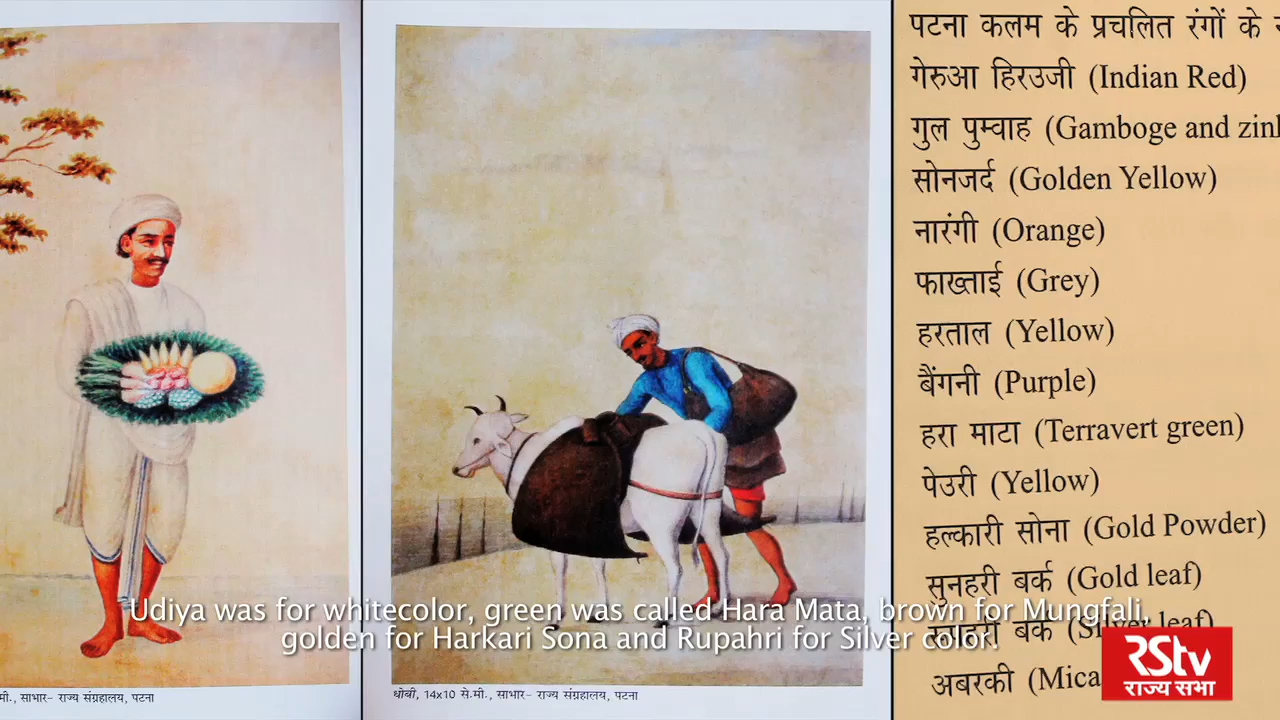 पटना कलम के प्रचलित रंगों के
गेरुआ हिरउजी (Indian Red)
गुल पुम्वाह (Gamboge and zin
सोनजर्द (Golden Yellow)
नारंगी (Orange)
फाख्ताई (Grey)
हरताल (Yellow)
बैंगनी (Purple)
हरा माटा (Terravert green)
पेउरी (Yellow)
हल्कारी सोना (Gold Powder)
सुनहरी बर्क (Gold leaf)
बर्क (Silver leaf)
अबरकी (Mica
Udiya was for whitecolor, green was called Hara Mata, brown for Mungfali,
golden for Harkari Sona and Rupahri for Silver color.
मी., साभार- राज्य संग्रहालय, पटना
धोबी, 14x10 से.मी., साभार- राज्य संग्रहालय, पटना
RSTV
राज्य सभा